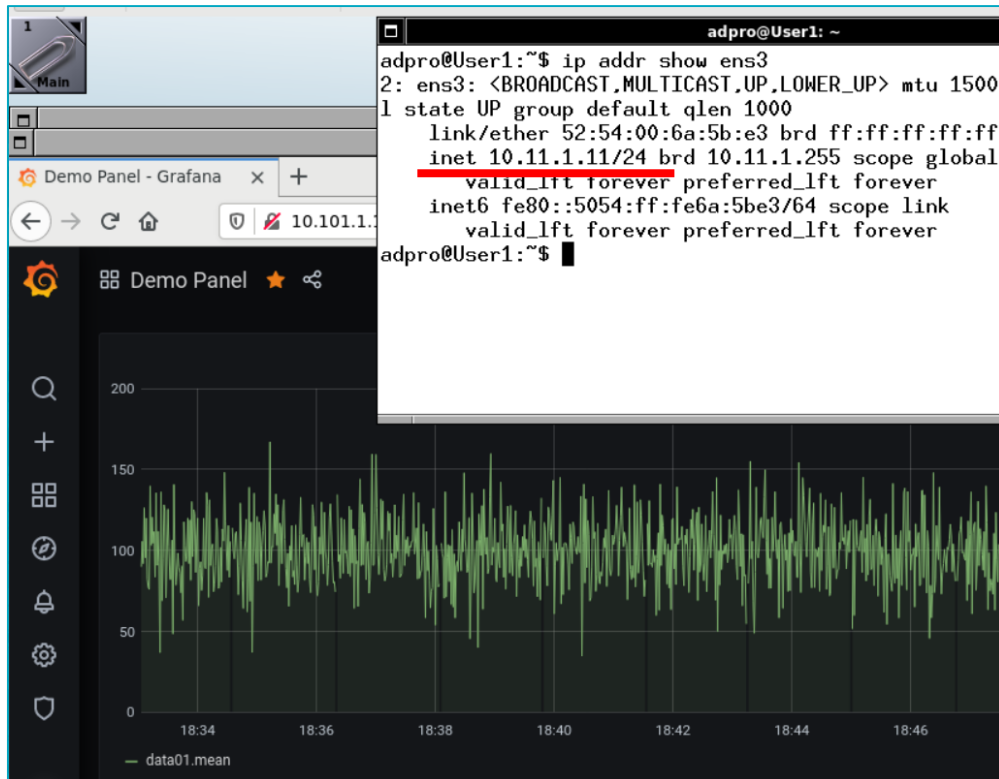 1
Main
adpro@User1: ~
adpro@User1:~$ ip addr show ens3
2: ens3: <BROADCAST,MULTICAST,UP,LOWER_UP> mtu 1500
l state UP group default qlen 1000
link/ether 52:54:00:6a:5b:e3 brd ff:ff:ff:ff:ff
inet 10.11.1.11/24 brd 10.11.1.255 scope global
valid_lft forever preferred_lft forever
inet6 fe80::5054:ff:fe6a:5be3/64 scope link
valid_lft forever preferred_lft forever
adpro@User1:~$
Demo Panel - Grafana
10.101.1.1
Demo Panel
200
150
100
50
0
18:34 18:36 18:38 18:40 18:42 18:44 18:46
data01.mean